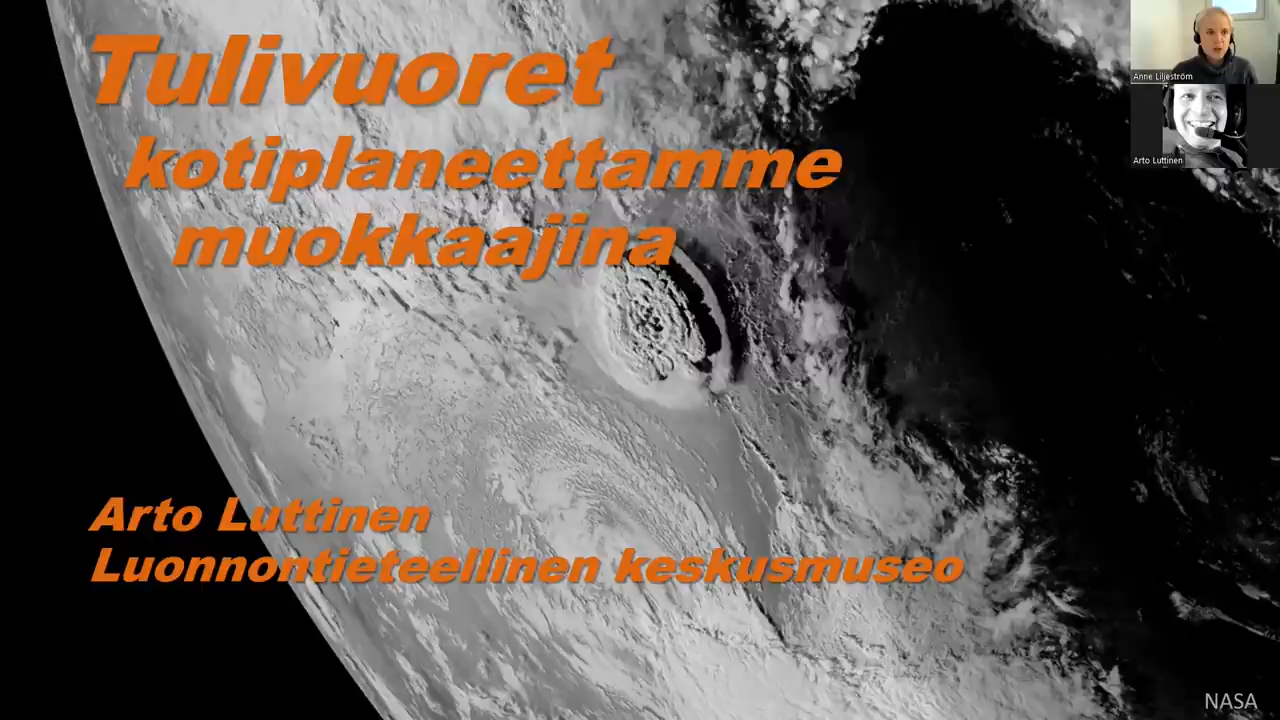 Tulivuoret
kotiplaneettamme
muokkaajina
Anne Liljeström
Arto Luttinen
Arto Luttinen
Luonnontieteellinen keskusmuseo
NASA